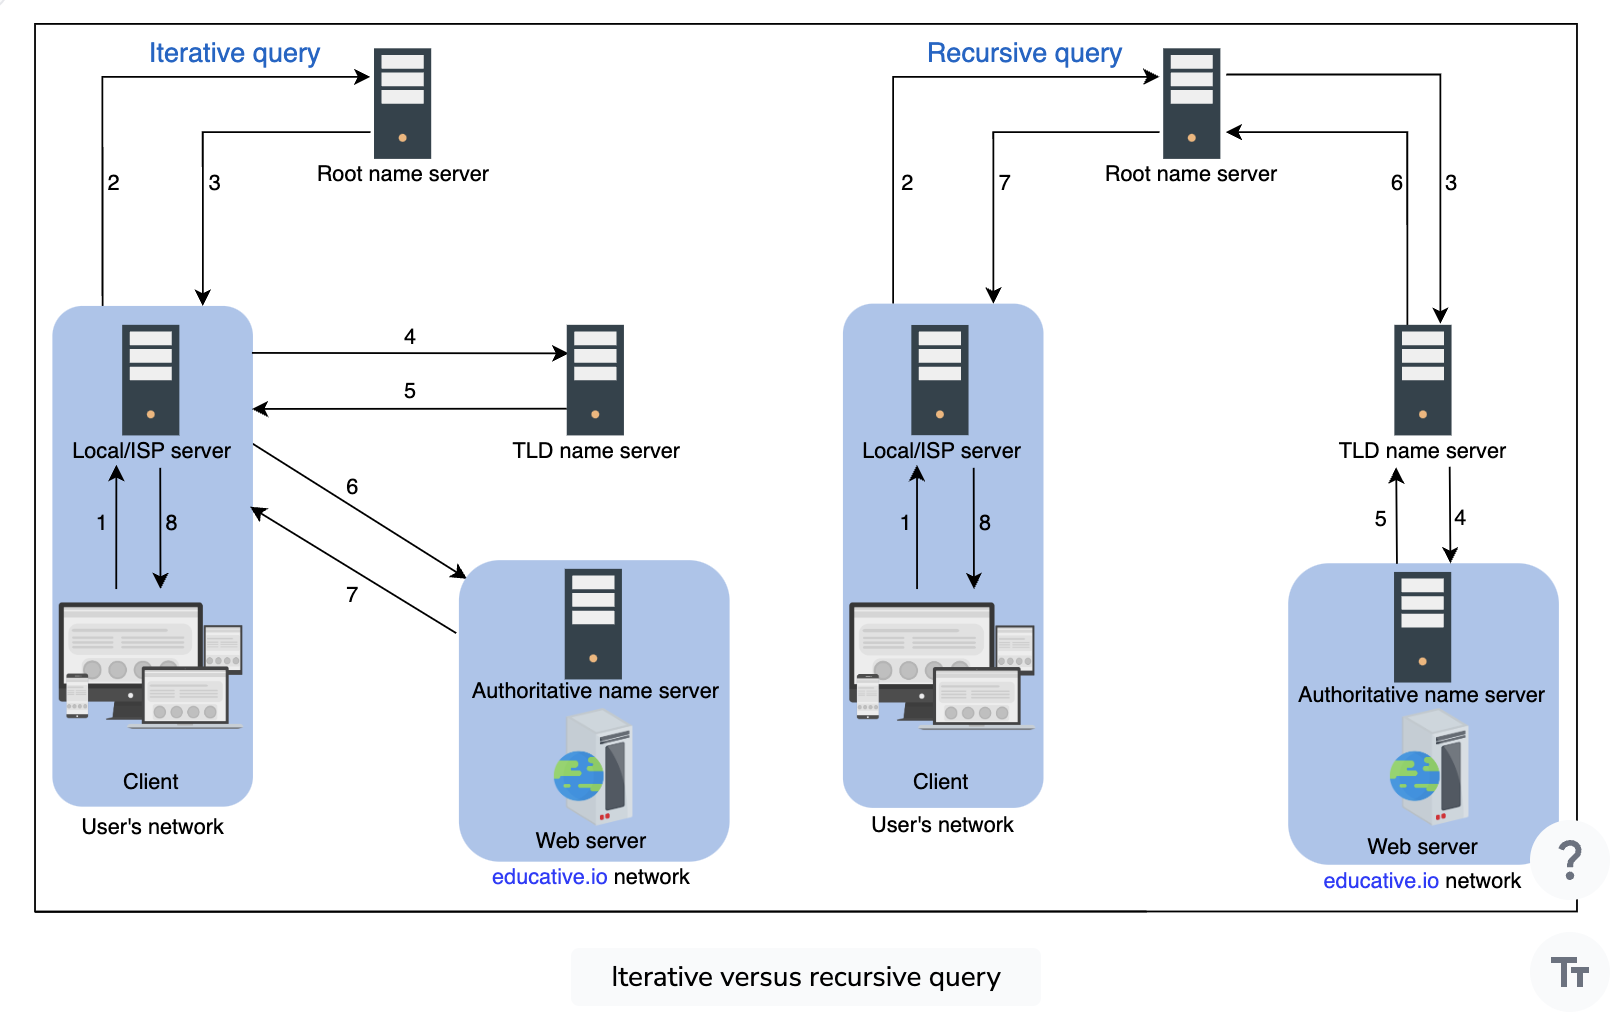 Iterative query
Recursive query
Root name server
Root name server
2
3
2
7
6
3
4
5
Local/ISP server
TLD name server
Local/ISP server
TLD name server
6
1
8
1
8
5
4
7
Authoritative name server
Authoritative name server
Client
Client
User's network
User's network
Web server
Web server
educative.io network
educative.io network
?
Iterative versus recursive query
TT